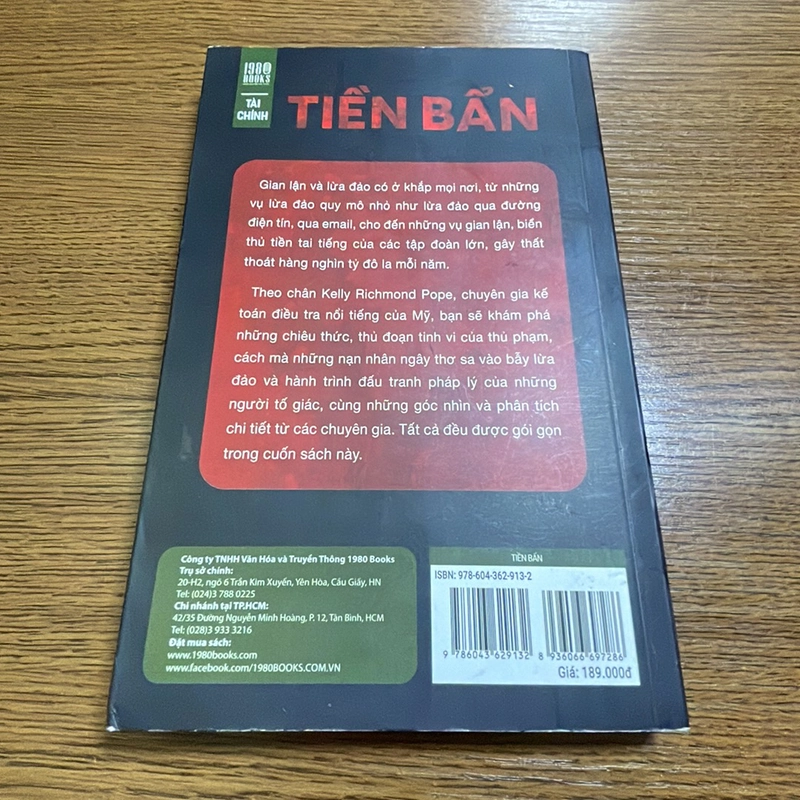 1980
BOOKS
TÀI
CHÍNH
TIỀN BẨN
Gian lận và lừa đảo có ở khắp mọi nơi, từ những
vụ lừa đảo quy mô nhỏ như lừa đảo qua đường
điện tín, qua email, cho đến những vụ gian lận, biển
thủ tiền tai tiếng của các tập đoàn lớn, gây thất
thoát hàng nghìn tỷ đô la mỗi năm.
Theo chân Kelly Richmond Pope, chuyên gia kế
toán điều tra nổi tiếng của Mỹ, bạn sẽ khám phá
những chiêu thức, thủ đoạn tinh vi của thủ phạm,
cách mà những nạn nhân ngây thơ sa vào bẫy lừa
đảo và hành trình đấu tranh pháp lý của những
người tố giác, cùng những góc nhìn và phân tích
chi tiết từ các chuyên gia. Tất cả đều được gói gọn
trong cuốn sách này.
Công ty TNHH Văn Hóa và Truyền Thông 1980 Books
Trụ sở chính:
20-H2, ngõ 6 Trần Kim Xuyến, Yên Hòa, Cầu Giấy, HN
Tel: (024)3 788 0225
Chi nhánh tại TP.HCM:
42/35 Đường Nguyễn Minh Hoàng, P. 12, Tân Bình, HCM
Tel: (028)3 933 3216
Đặt mua sách:
www.1980books.com
www.facebook.com/1980BOOKS.COM.VN
TIỀN BẨN
ISBN: 978-604-362-913-2
9 786043 629132
8 936066 697286
Giá: 189.000đ